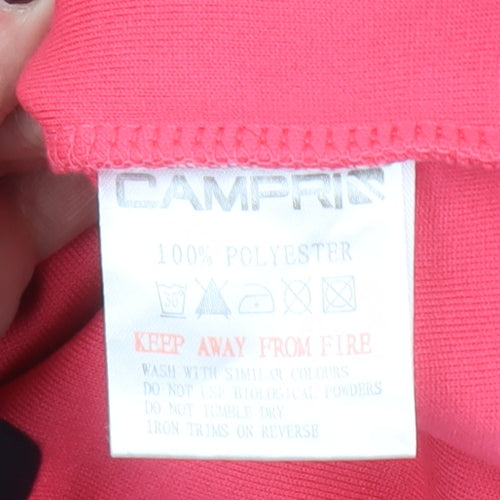 CAMPRI
100% POLYESTER
30°
KEEP AWAY FROM FIRE
WASH WITH SIMILAR COLOURS
DO NOT USE BIOLOGICAL POWDERS
DO NOT TUMBLE DRY
IRON TRIMS ON REVERSE